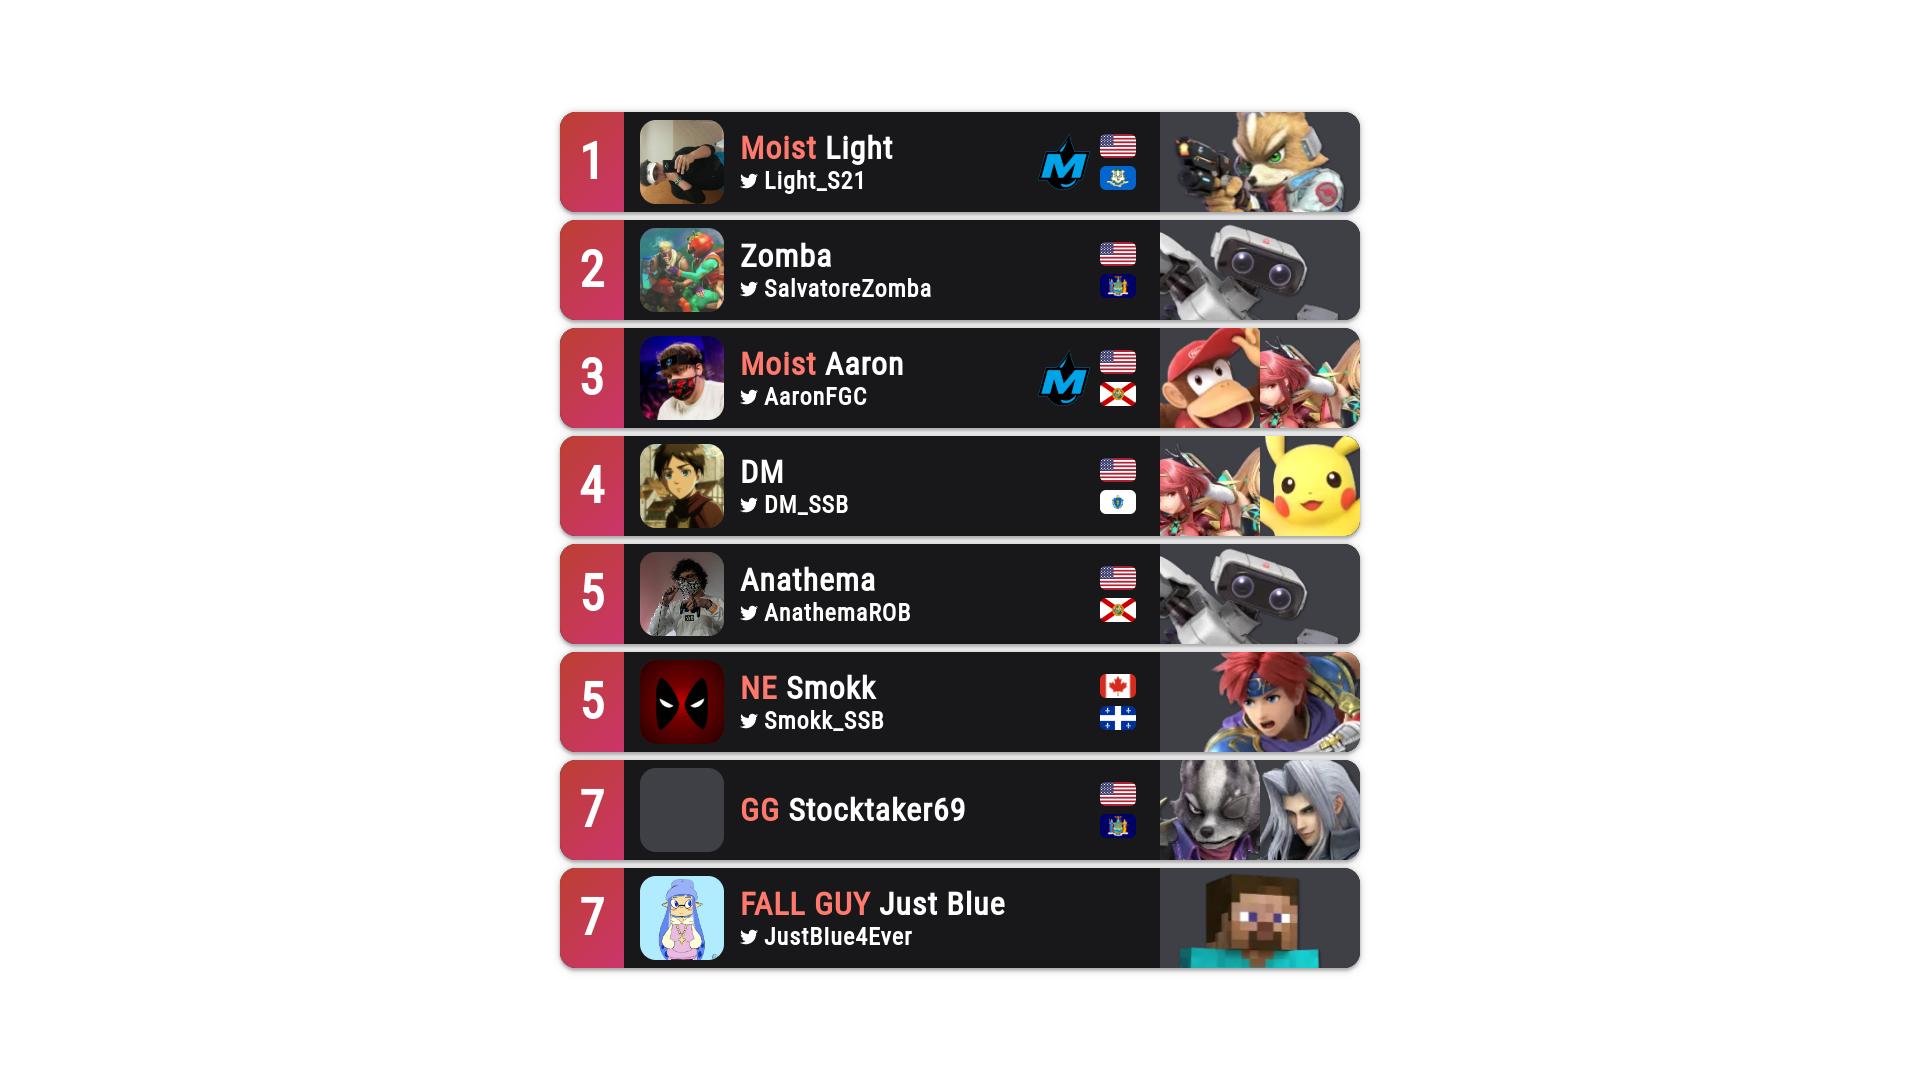 1
Moist Light
Light_S21
M
2
Zomba
SalvatoreZomba
3
Moist Aaron
AaronFGC
M
4
DM
DM_SSB
5
Anathema
AnathemaROB
5
NE Smokk
Smokk_SSB
7
GG Stocktaker69
7
FALL GUY Just Blue
JustBlue4Ever